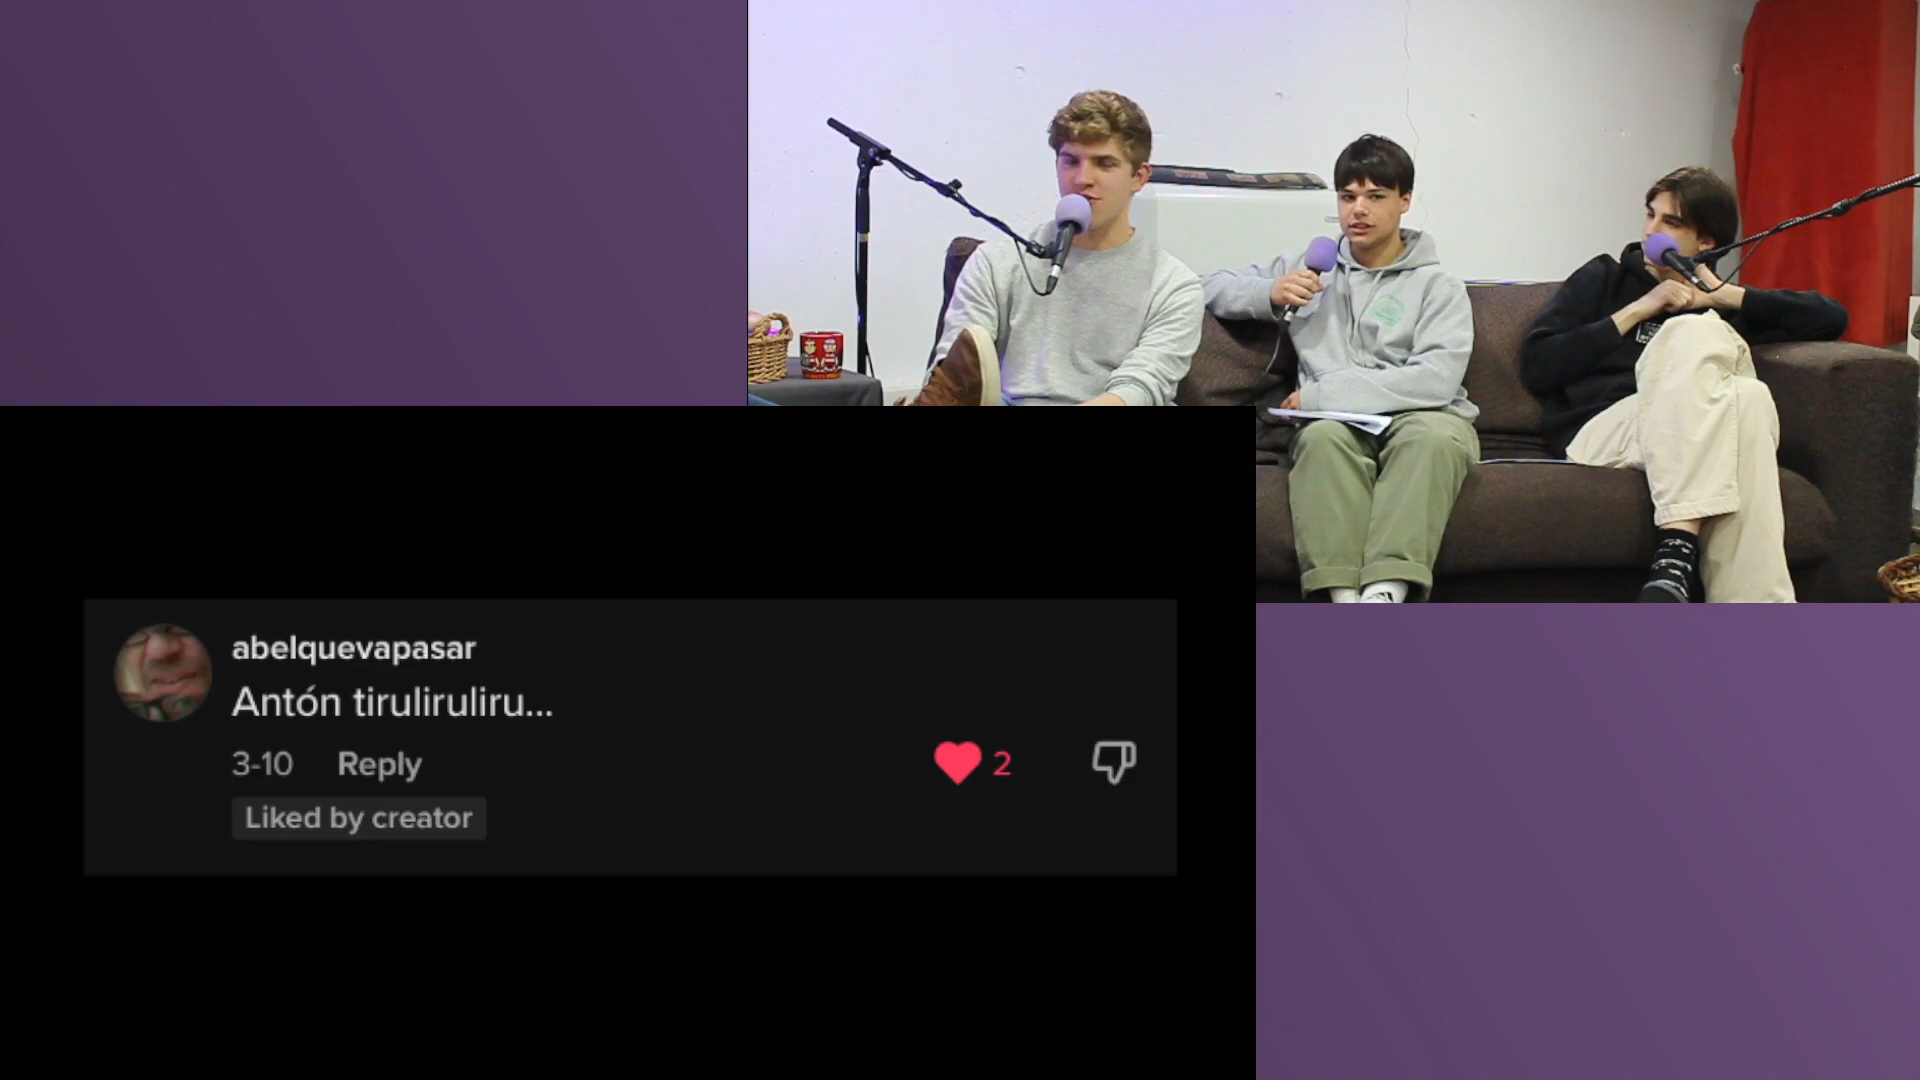 abelquevapasar
Antón tiruliruliru...
3-10 Reply
2
Liked by creator